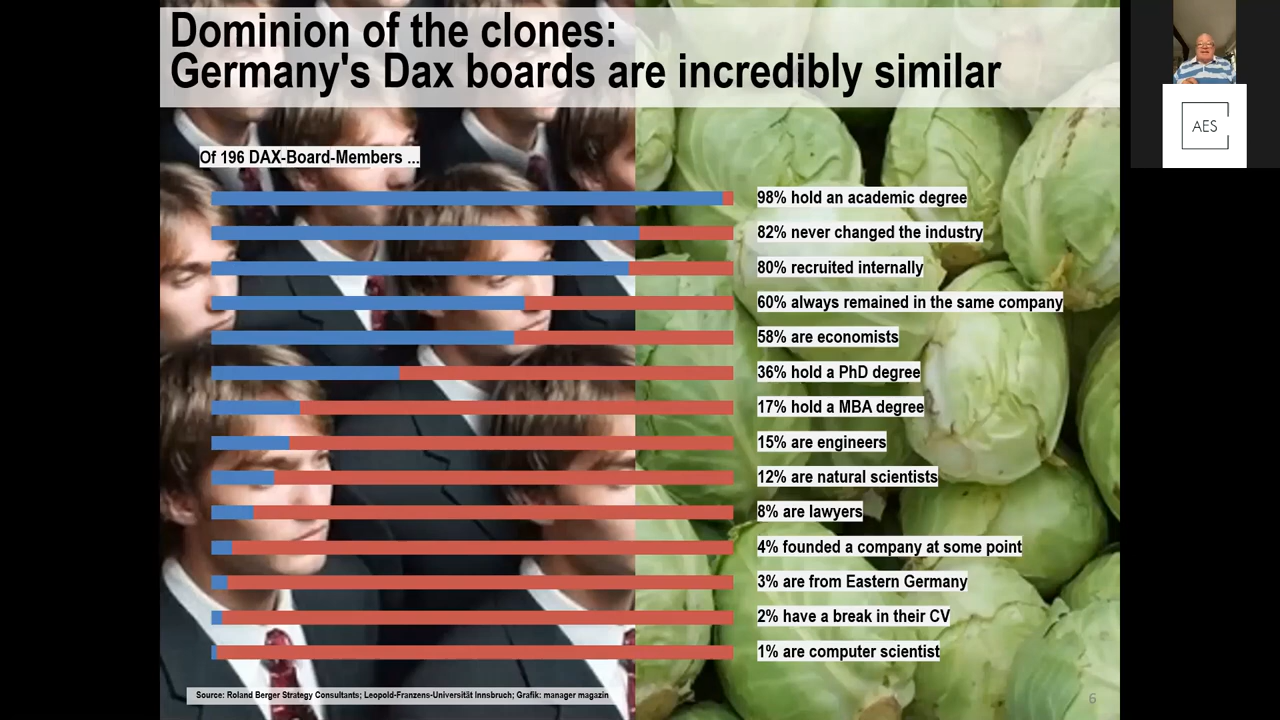 Dominion of the clones:
Germany's Dax boards are incredibly similar
AES
Of 196 DAX-Board-Members ...
98% hold an academic degree
82% never changed the industry
80% recruited internally
60% always remained in the same company
58% are economists
36% hold a PhD degree
17% hold a MBA degree
15% are engineers
12% are natural scientists
8% are lawyers
4% founded a company at some point
3% are from Eastern Germany
2% have a break in their CV
1% are computer scientist
Source: Roland Berger Strategy Consultants; Leopold-Franzens-Universität Innsbruch; Grafik: manager magazin
6